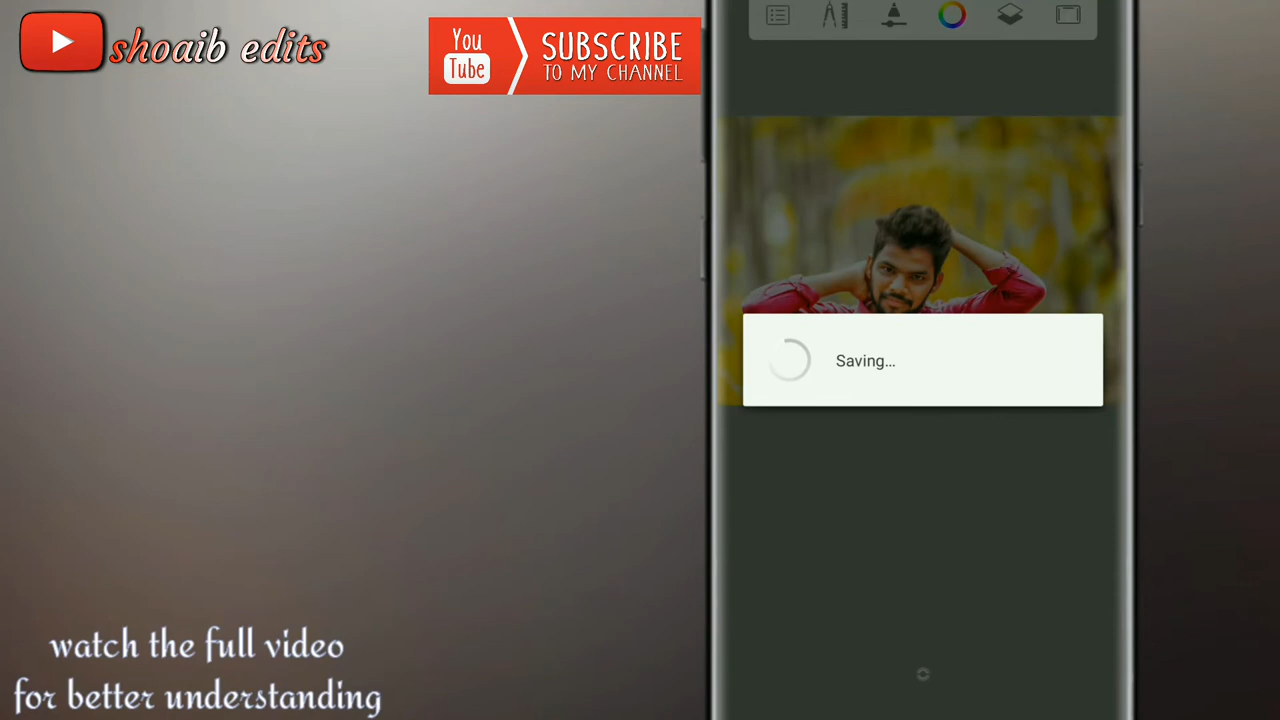 shoaib edits
You
Tube
SUBSCRIBE
TO MY CHANNEL
Saving...
watch the full video
for better understanding